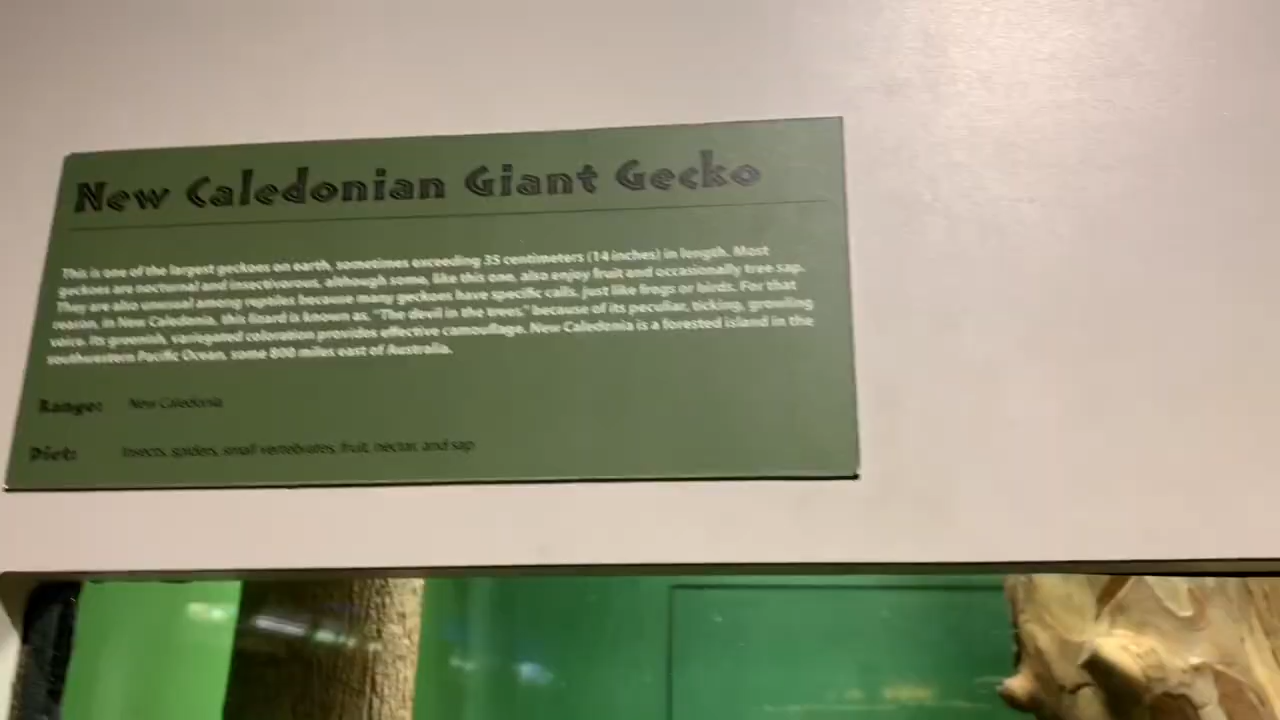 New Caledonian Giant Gecko
This is one of the largest geckoes on earth, sometimes exceeding 35 centimeters (14 inches) in length. Most
geckoes are nocturnal and insectivorous, although some, like this one, also enjoy fruit and occasionally tree sap.
They are also unusual among reptiles because many geckoes have specific calls, just like frogs or birds. For that
reason, in New Caledonia, this lizard is known as, "The devil in the trees," because of its peculiar, ticking, growling
voice. Its greenish, variegated coloration provides effective camouflage. New Caledonia is a forested island in the
southwestern Pacific Ocean, some 800 miles east of Australia.
Range: New Caledonia
Diet: Insects, spiders, small vertebrates, fruit, nectar, and sap